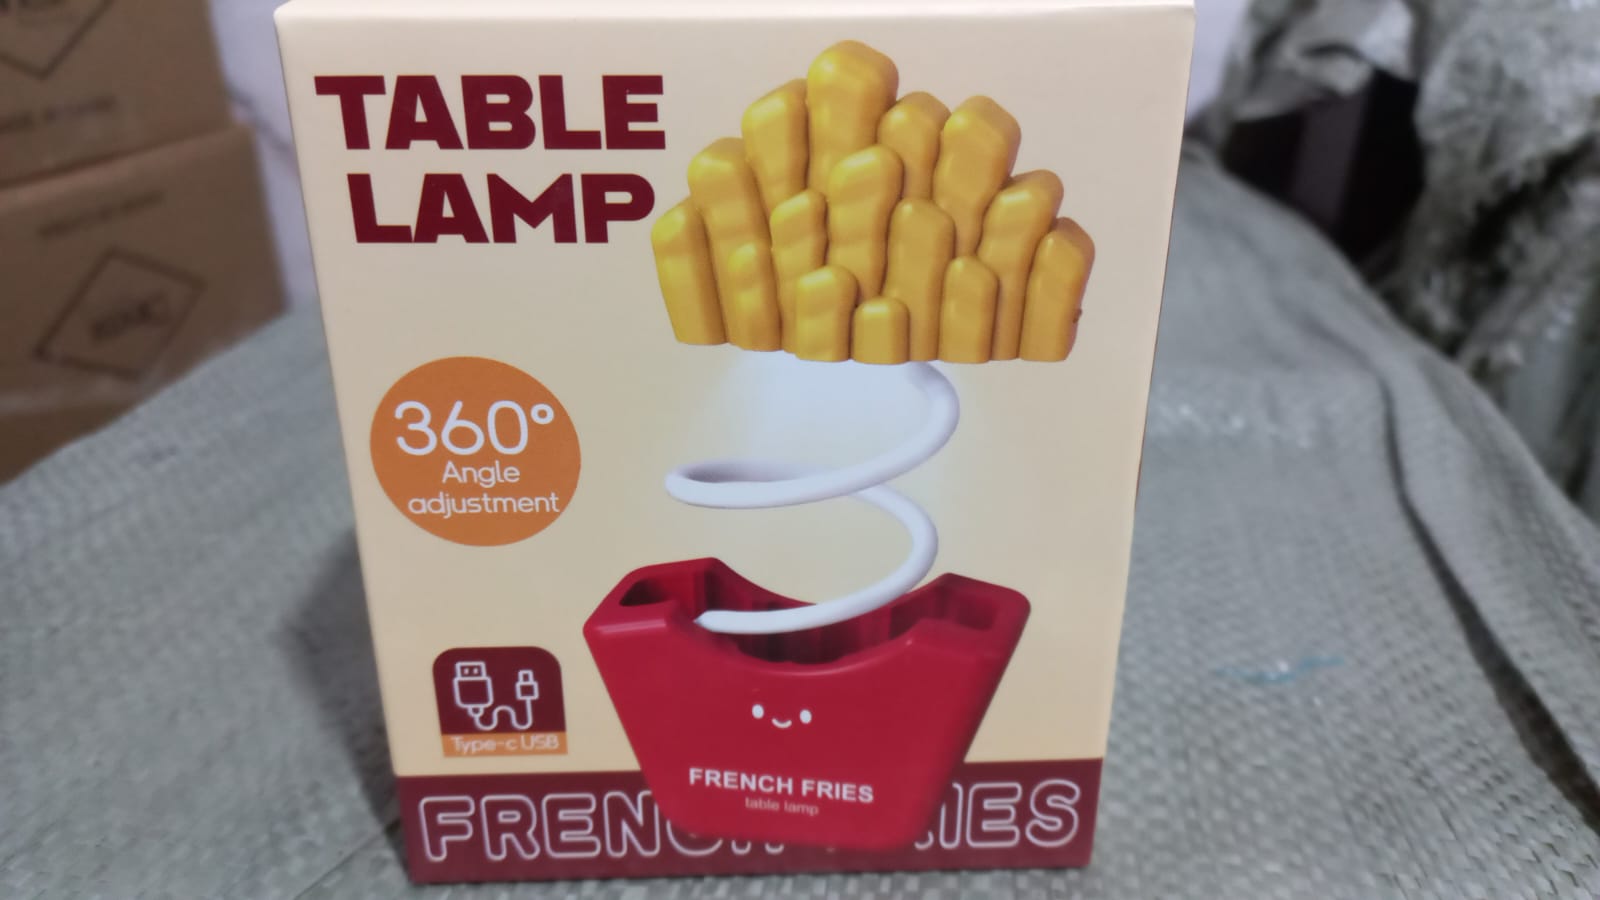 TABLE
LAMP
360°
Angle
adjustment
Type-c USB
FRENCH FRIES
table lamp